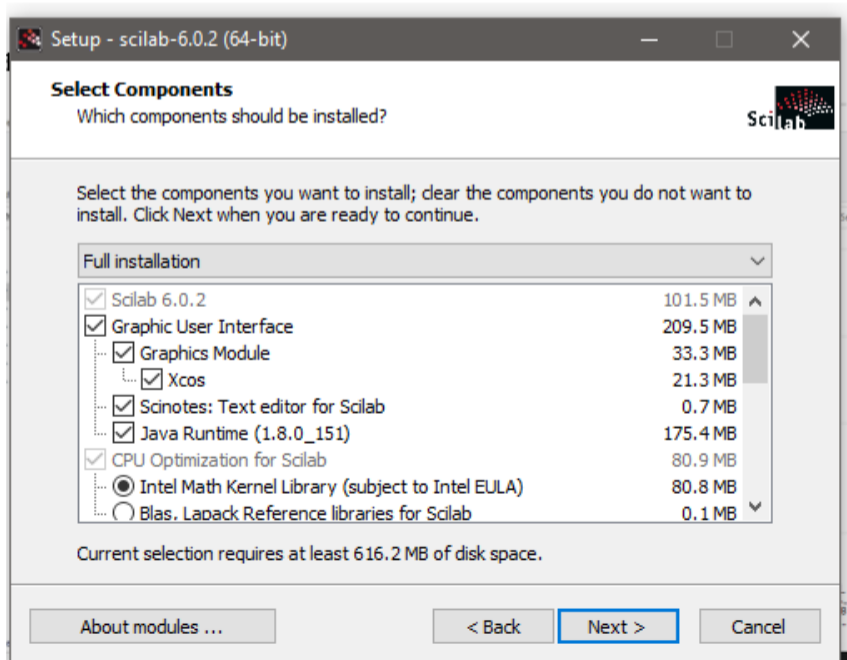 Setup - scilab-6.0.2 (64-bit)
Select Components
Which components should be installed?
Scilab
Select the components you want to install; clear the components you do not want to
install. Click Next when you are ready to continue.
Full installation
Scilab 6.0.2 101.5 MB
Graphic User Interface 209.5 MB
Graphics Module 33.3 MB
Xcos 21.3 MB
Scinotes: Text editor for Scilab 0.7 MB
Java Runtime (1.8.0_151) 175.4 MB
CPU Optimization for Scilab 80.9 MB
Intel Math Kernel Library (subject to Intel EULA) 80.8 MB
Blas, Lapack Reference libraries for Scilab 0.1 MB
Current selection requires at least 616.2 MB of disk space.
About modules ... < Back Next > Cancel